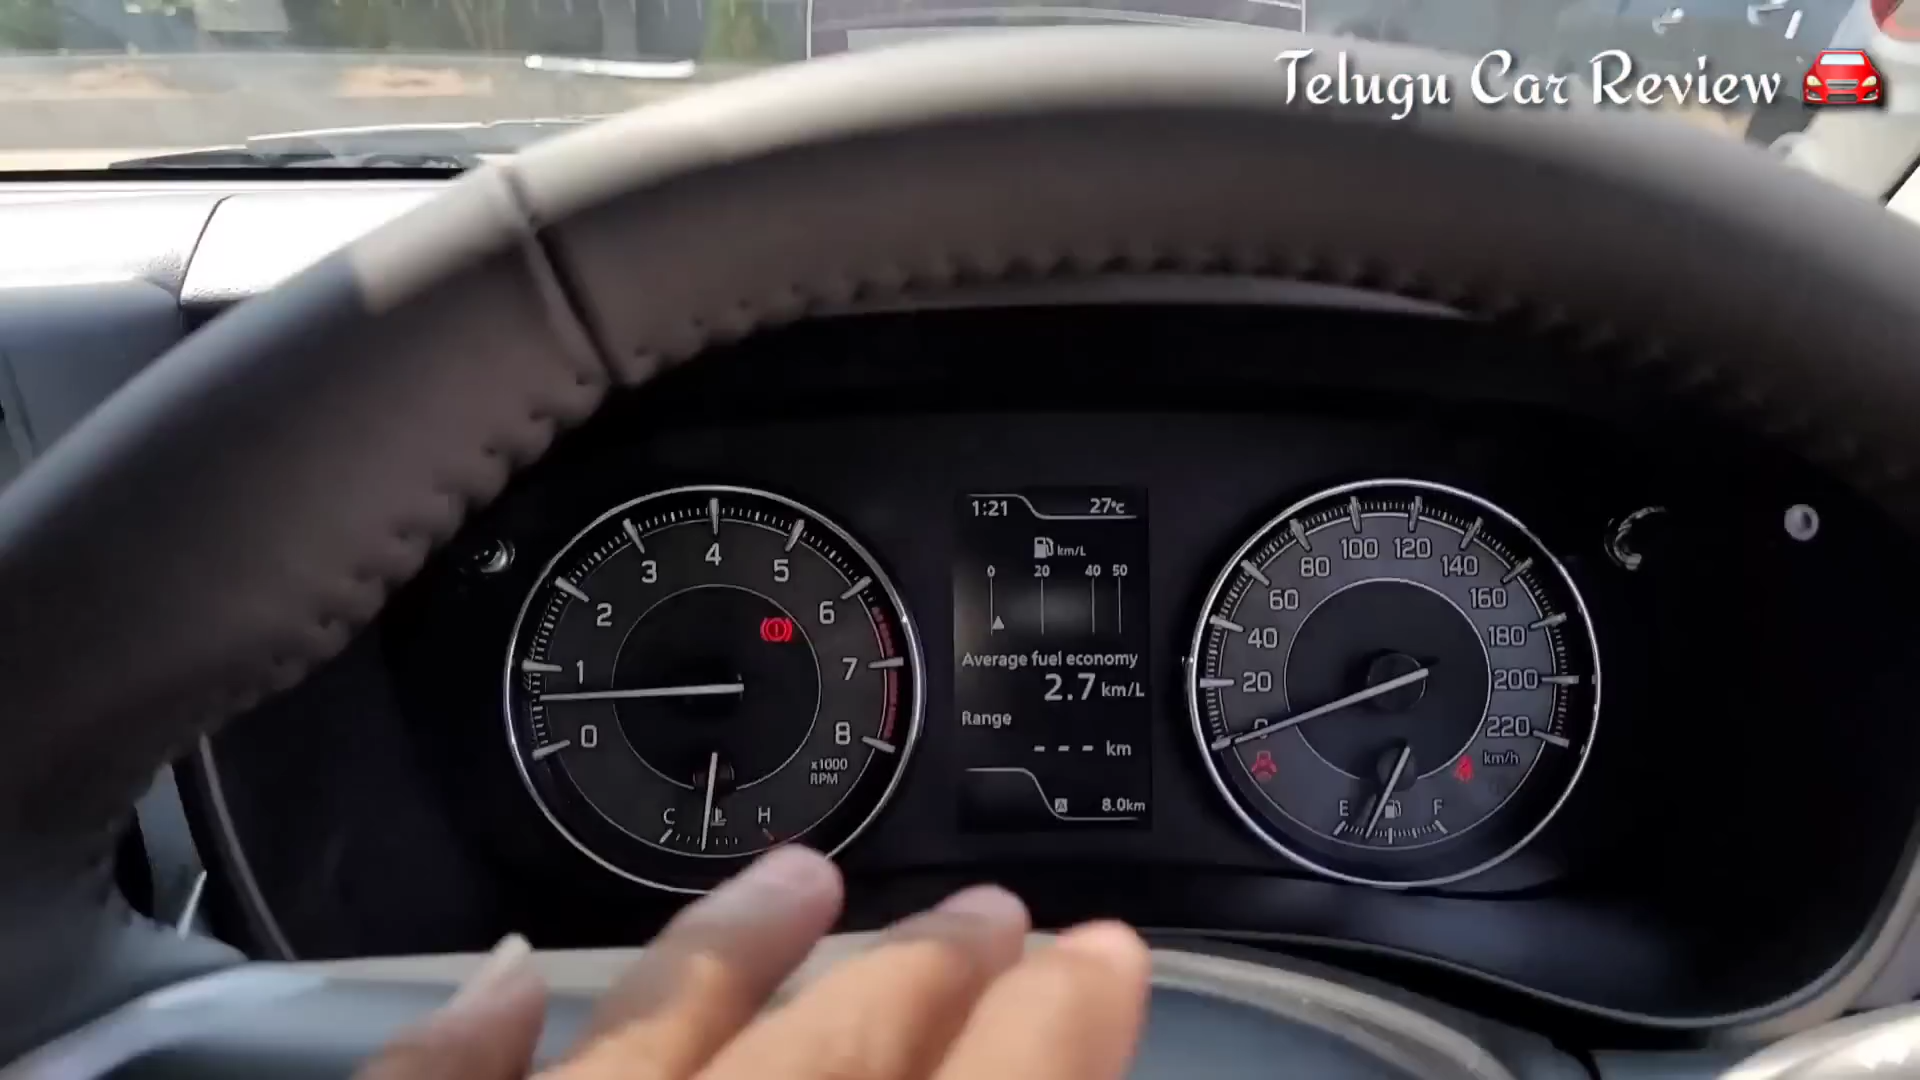 Telugu Car Review
1:21 27°C
km/L
0 20 40 50
Average fuel economy
2.7 km/L
Range
- - - km
A 8.0km
0 1 2 3 4 5 6 7 8
x1000
RPM
C H
0 20 40 60 80 100 120 140 160 180 200 220
km/h
E F